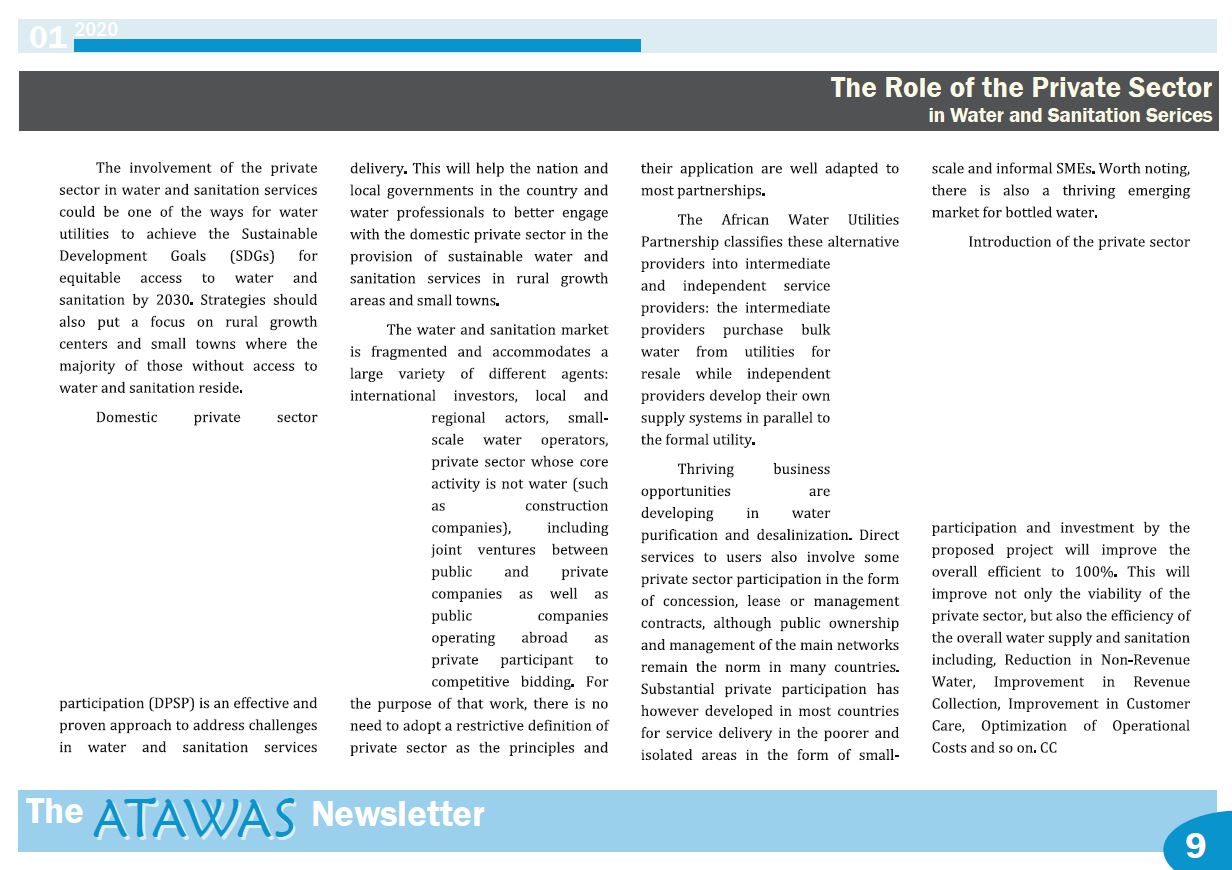 01 2020
The Role of the Private Sector
in Water and Sanitation Serices
The involvement of the private
sector in water and sanitation services
could be one of the ways for water
utilities to achieve the Sustainable
Development Goals (SDGs) for
equitable access to water and
sanitation by 2030. Strategies should
also put a focus on rural growth
centers and small towns where the
majority of those without access to
water and sanitation reside.
Domestic private sector
participation (DPSP) is an effective and
proven approach to address challenges
in water and sanitation services
delivery. This will help the nation and
local governments in the country and
water professionals to better engage
with the domestic private sector in the
provision of sustainable water and
sanitation services in rural growth
areas and small towns.
The water and sanitation market
is fragmented and accommodates a
large variety of different agents:
international investors, local and
regional actors, small-
scale water operators,
private sector whose core
activity is not water (such
as construction
companies), including
joint ventures between
public and private
companies as well as
public companies
operating abroad as
private participant to
competitive bidding. For
the purpose of that work, there is no
need to adopt a restrictive definition of
private sector as the principles and
their application are well adapted to
most partnerships.
The African Water Utilities
Partnership classifies these alternative
providers into intermediate
and independent service
providers: the intermediate
providers purchase bulk
water from utilities for
resale while independent
providers develop their own
supply systems in parallel to
the formal utility.
Thriving business
opportunities are
developing in water
purification and desalinization. Direct
services to users also involve some
private sector participation in the form
of concession, lease or management
contracts, although public ownership
and management of the main networks
remain the norm in many countries.
Substantial private participation has
however developed in most countries
for service delivery in the poorer and
isolated areas in the form of small-
scale and informal SMEs. Worth noting,
there is also a thriving emerging
market for bottled water.
Introduction of the private sector
participation and investment by the
proposed project will improve the
overall efficient to 100%. This will
improve not only the viability of the
private sector, but also the efficiency of
the overall water supply and sanitation
including, Reduction in Non-Revenue
Water, Improvement in Revenue
Collection, Improvement in Customer
Care, Optimization of Operational
Costs and so on. CC
The ATAWAS Newsletter
9